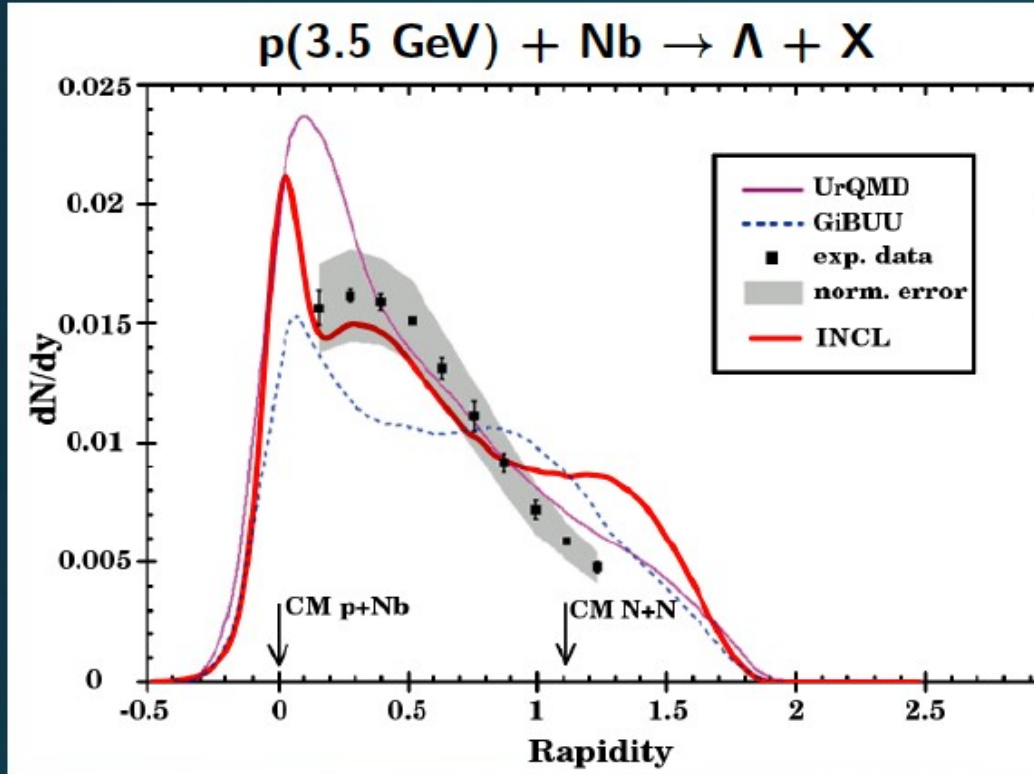 p(3.5 GeV) + Nb → Λ + X
0.025
0.02
0.015
0.01
0.005
0
dN/dy
UrQMD
GiBUU
exp. data
norm. error
INCL
CM p+Nb
CM N+N
-0.5 0 0.5 1 1.5 2 2.5
Rapidity